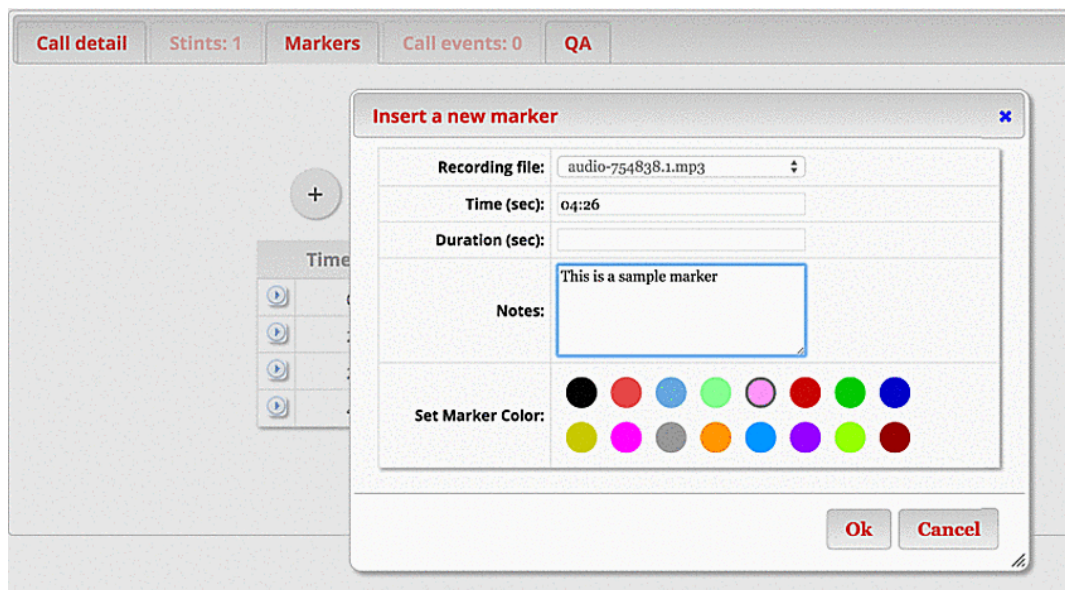 Call detail Stints: 1 Markers Call events: 0 QA
Insert a new marker
Recording file: audio-754838.1.mp3
+
Time (sec): 04:26
Duration (sec):
Time
This is a sample marker
Notes:
Set Marker Color:
Ok Cancel